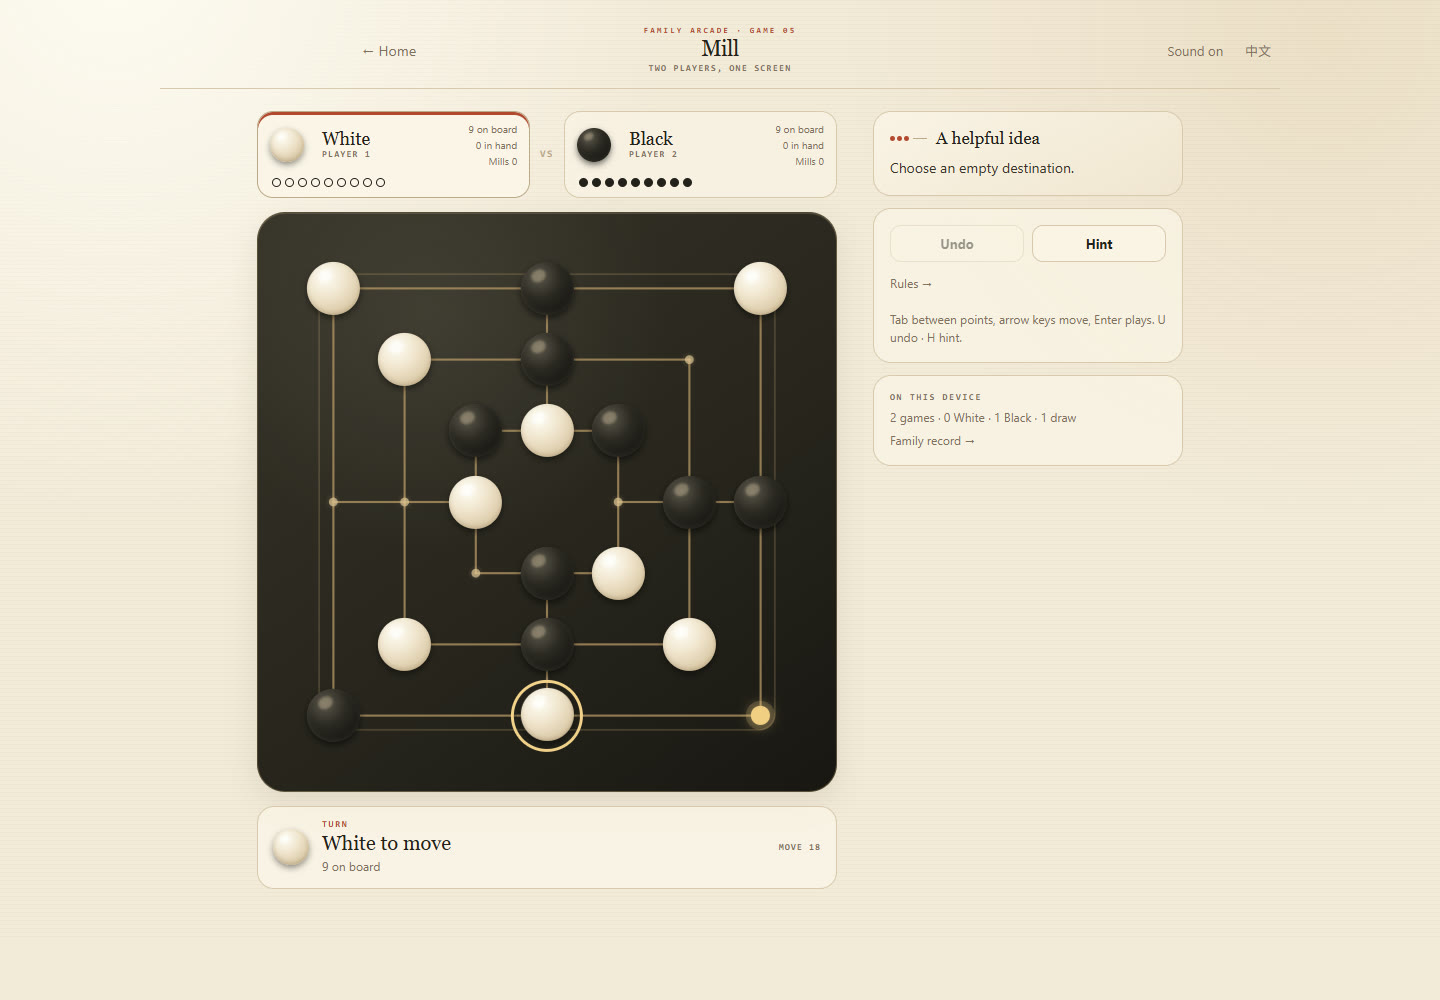 FAMILY ARCADE · GAME 05
← Home
Mill
Sound on
中文
TWO PLAYERS, ONE SCREEN
White
PLAYER 1
9 on board
0 in hand
Mills 0
VS
Black
PLAYER 2
9 on board
0 in hand
Mills 0
A helpful idea
Choose an empty destination.
Undo
Hint
Rules →
Tab between points, arrow keys move, Enter plays. U
undo · H hint.
ON THIS DEVICE
2 games · 0 White · 1 Black · 1 draw
Family record →
TURN
White to move
9 on board
MOVE 18